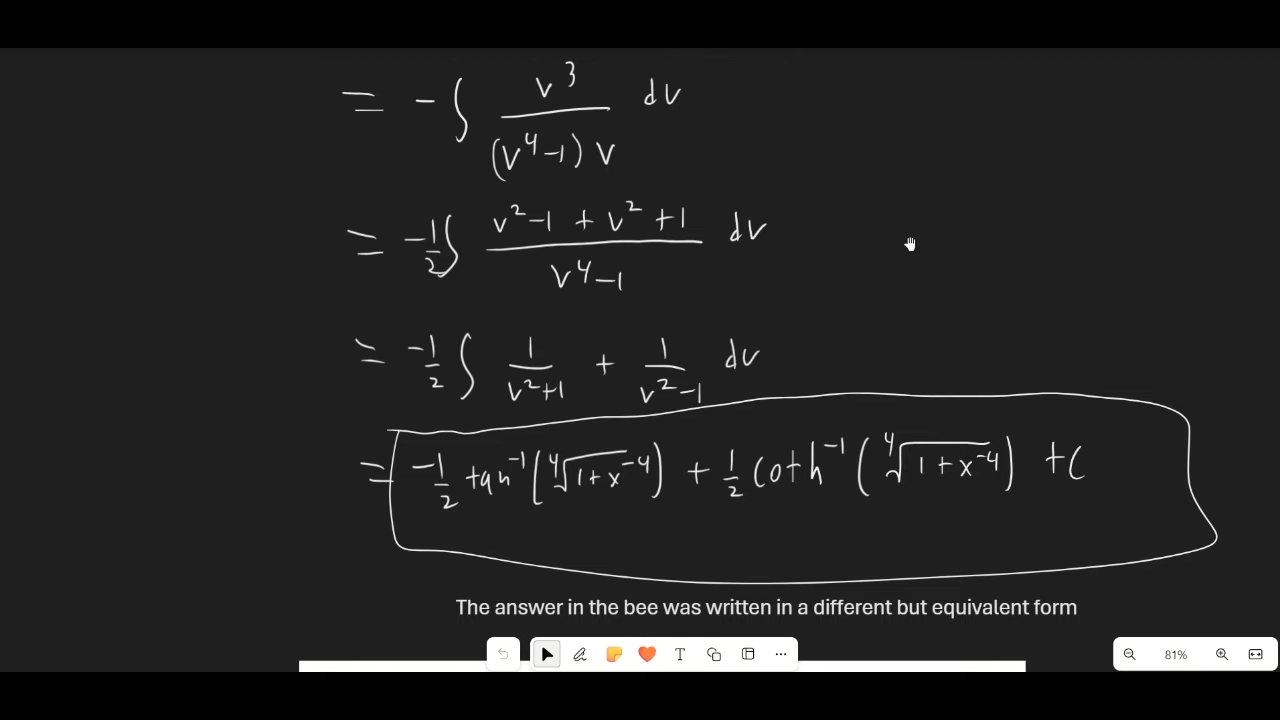 = - ∫ v³ / ((v⁴-1) v) dv
= -1/2 ∫ (v²-1 + v²+1) / (v⁴-1) dv
= -1/2 ∫ 1/(v²+1) + 1/(v²-1) dv
= -1/2 tan⁻¹(⁴√(1+x⁻⁴)) + 1/2 coth⁻¹(⁴√(1+x⁻⁴)) + C
The answer in the bee was written in a different but equivalent form
T
81%